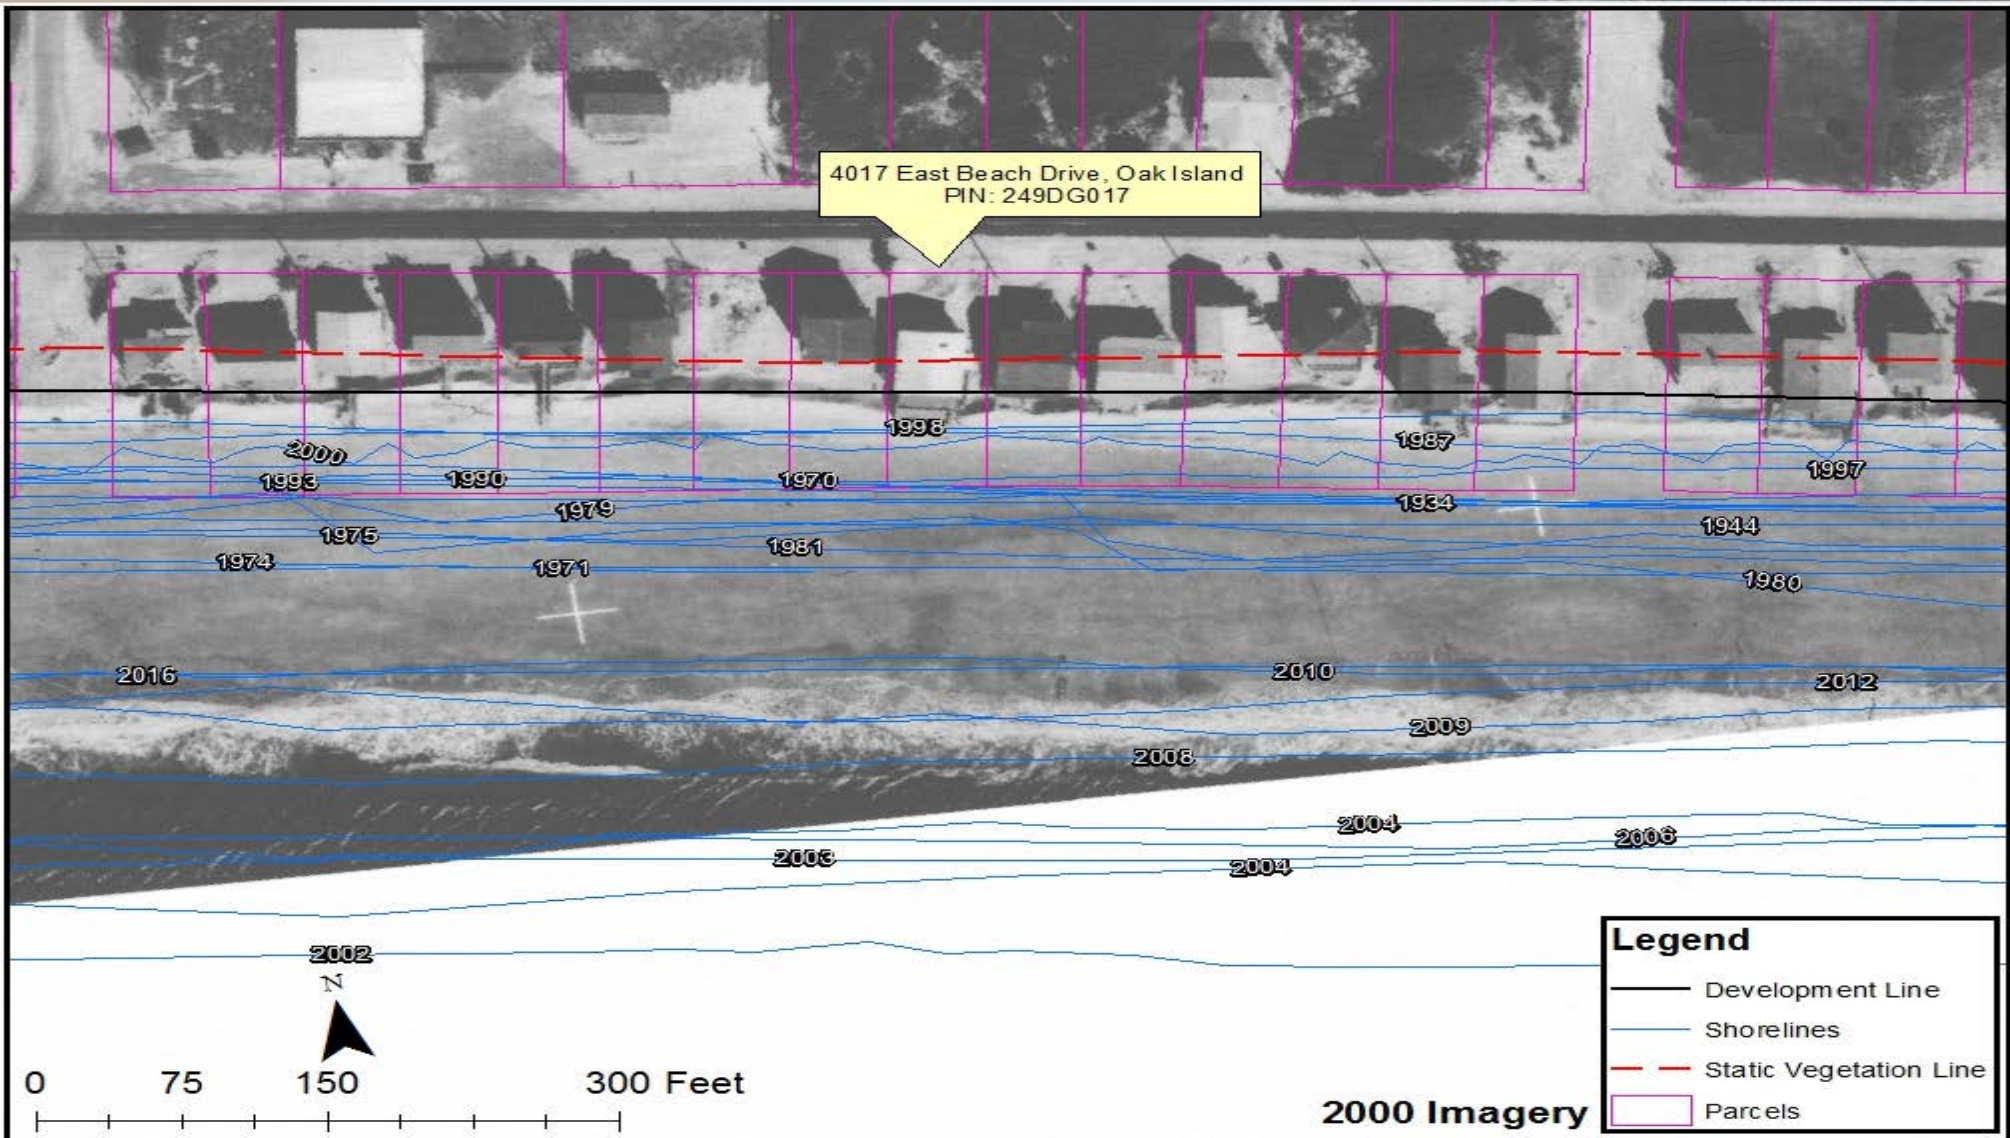 4017 East Beach Drive, Oak Island
PIN: 249DG017
1998
1987
2000
1997
1993
1990
1970
1979
1934
1944
1975
1981
1974
1971
1980
2016
2010
2012
2009
2008
2004
2006
2003
2004
2002
N
0 75 150 300 Feet
2000 Imagery
Legend
Development Line
Shorelines
Static Vegetation Line
Parcels